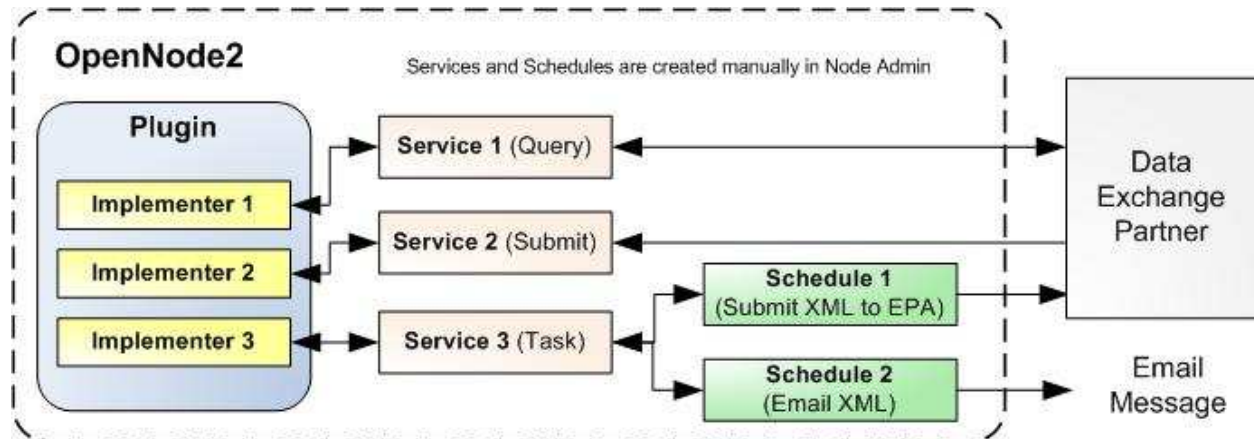 OpenNode2
Services and Schedules are created manually in Node Admin
Plugin
Implementer 1
Implementer 2
Implementer 3
Service 1 (Query)
Service 2 (Submit)
Service 3 (Task)
Schedule 1
(Submit XML to EPA)
Schedule 2
(Email XML)
Data
Exchange
Partner
Email
Message